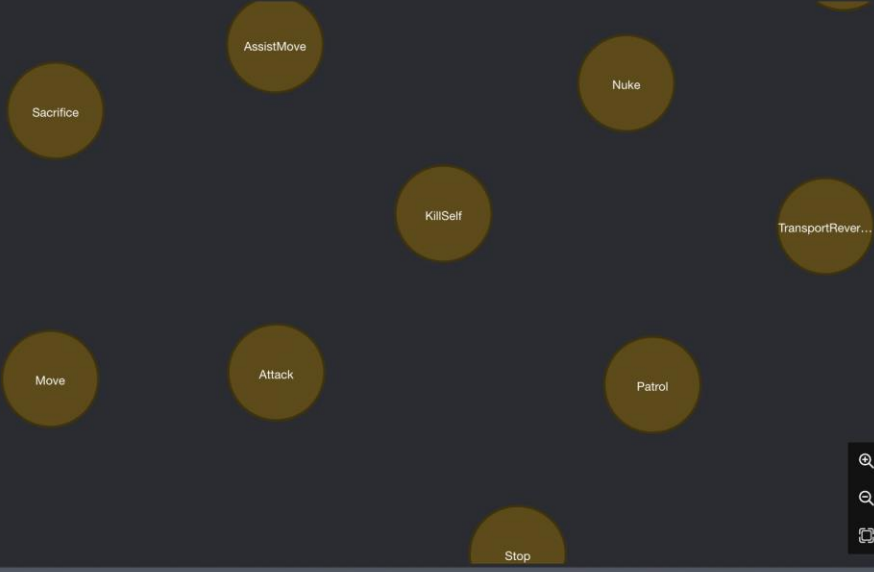 AssistMove
Nuke
Sacrifice
KillSelf
TransportRever...
Move
Attack
Patrol
Stop